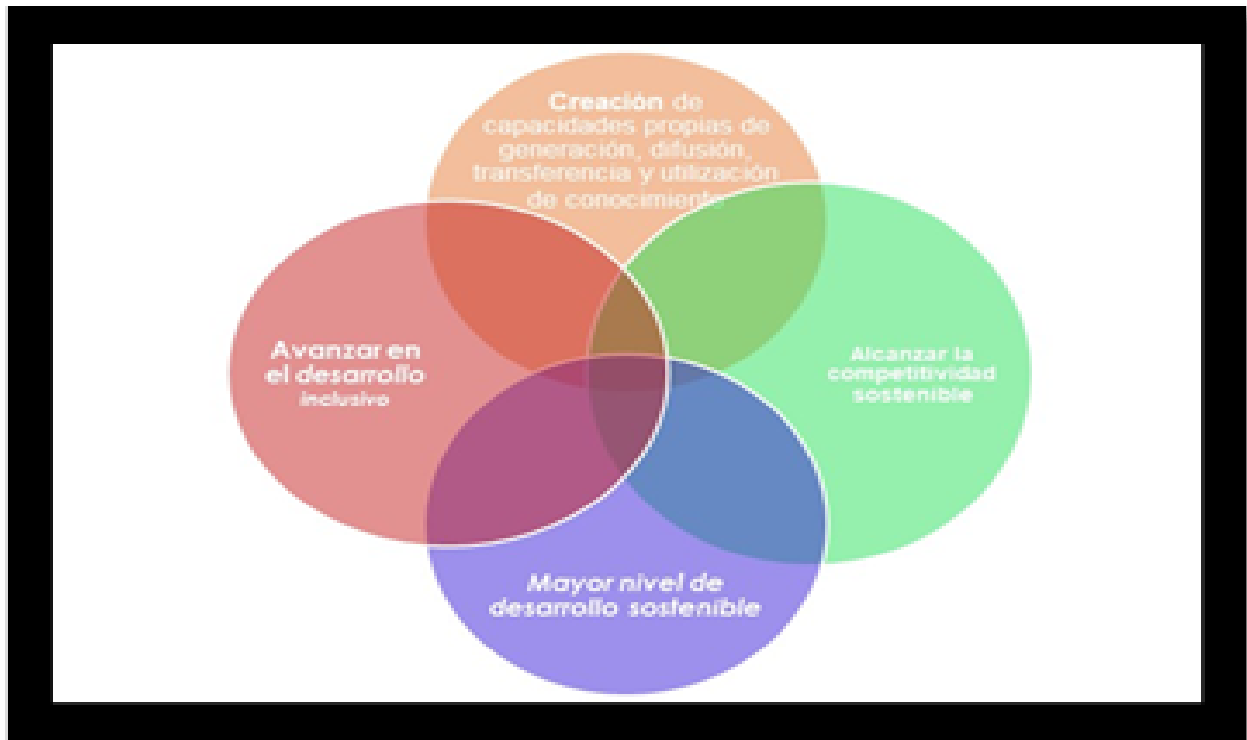 Creación de
capacidades propias de
generación, difusión,
transferencia y utilización
de conocimiento
Avanzar en
el desarrollo
inclusivo
Alcanzar la
competitividad
sostenible
Mayor nivel de
desarrollo sostenible